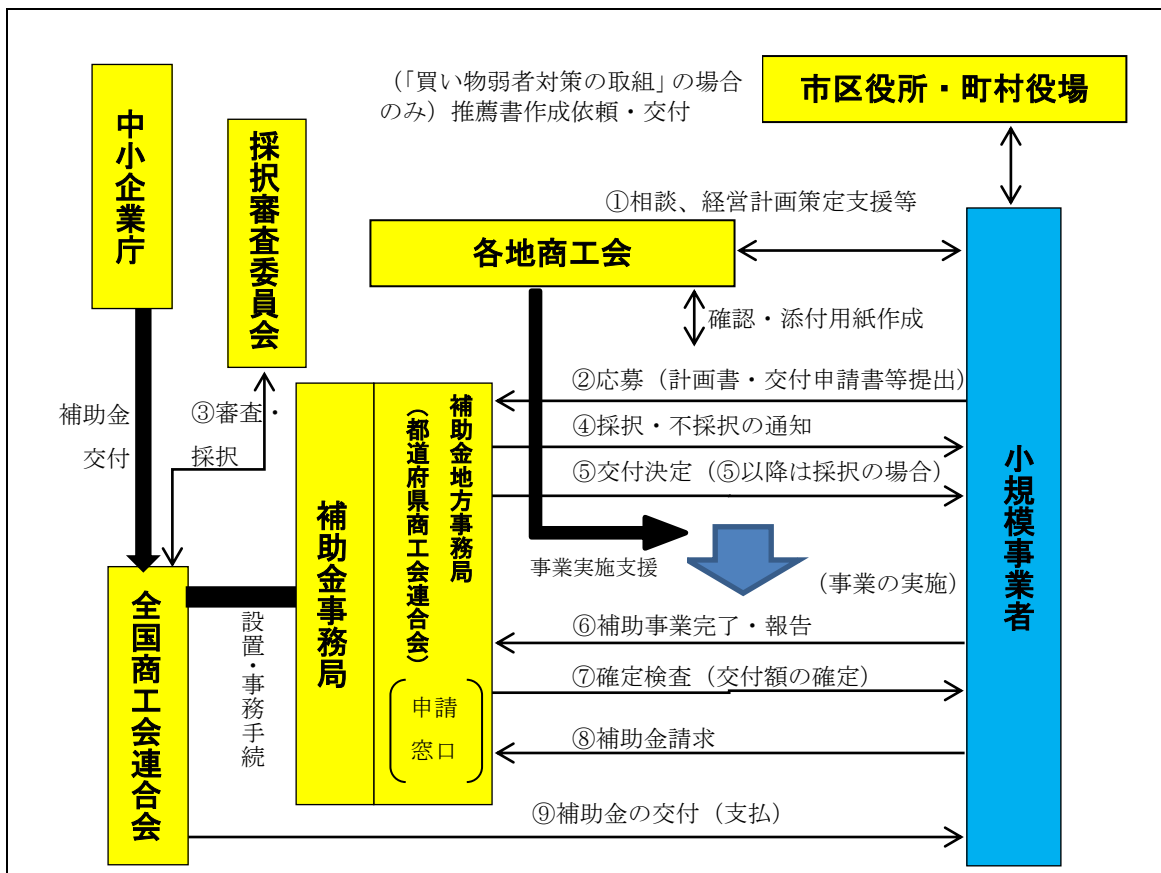 （「買い物弱者対策の取組」の場合
のみ）推薦書作成依頼・交付
市区役所・町村役場
中小企業庁
採択審査委員会
①相談、経営計画策定支援等
各地商工会
確認・添付用紙作成
小規模事業者
補助金
交付
③審査・
採択
②応募（計画書・交付申請書等提出）
④採択・不採択の通知
⑤交付決定（⑤以降は採択の場合）
補助金事務局
補助金地方事務局
（都道府県商工会連合会）
申請
窓口
事業実施支援
（事業の実施）
全国商工会連合会
設置・事務手続
⑥補助事業完了・報告
⑦確定検査（交付額の確定）
⑧補助金請求
⑨補助金の交付（支払）